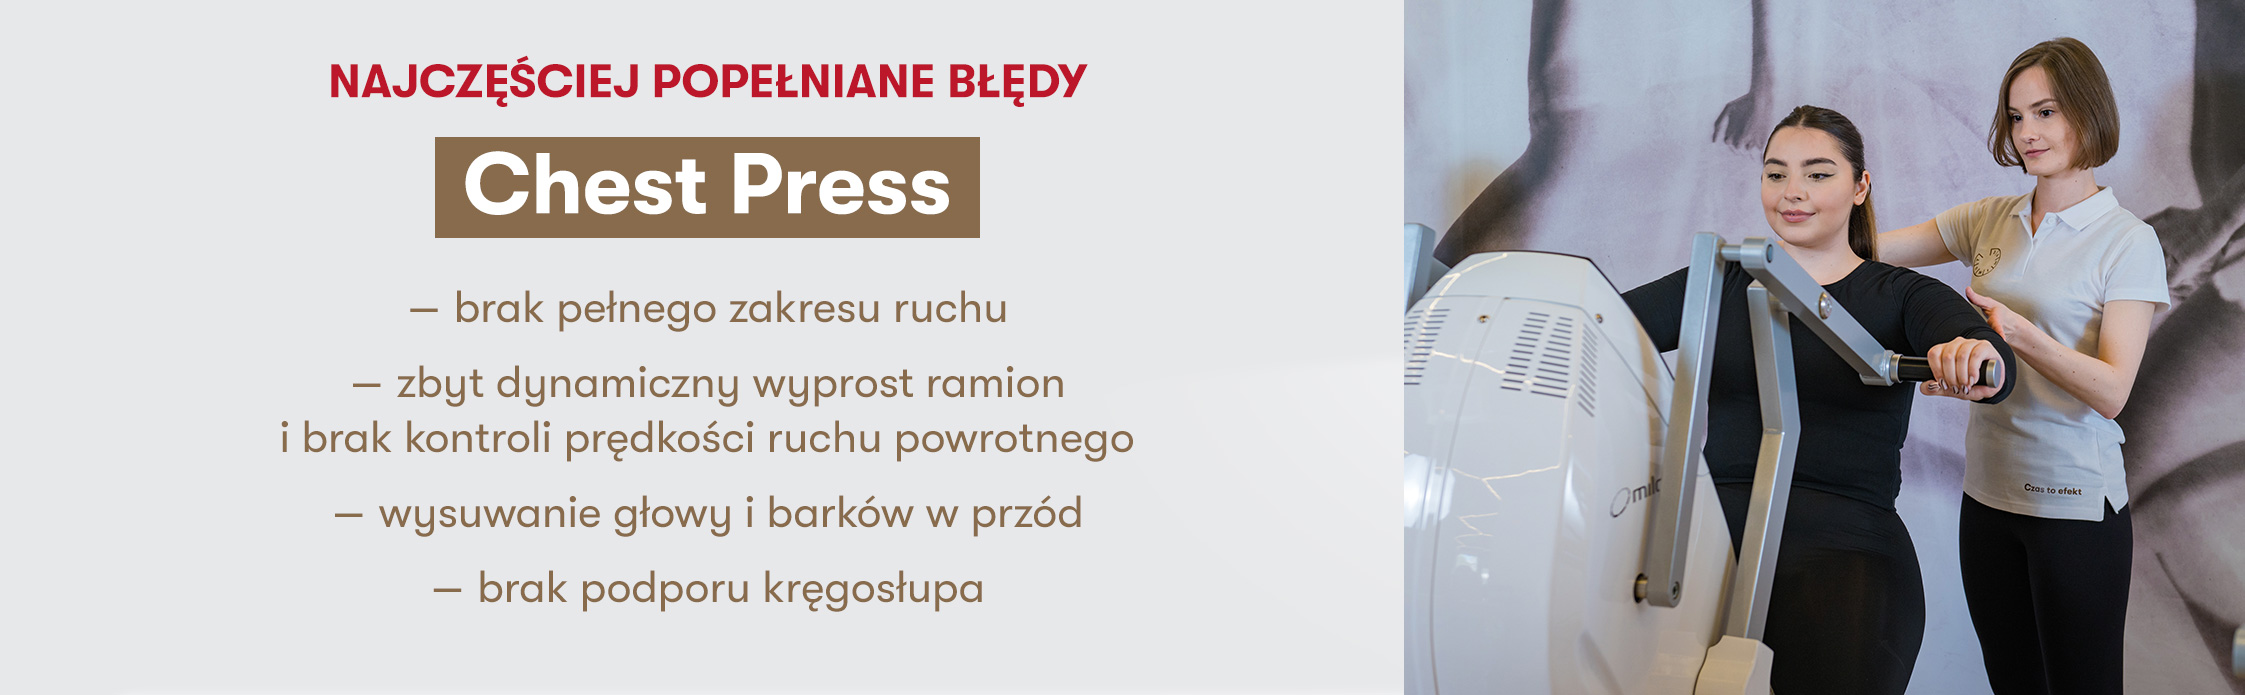 NAJCZĘŚCIEJ POPEŁNIANE BŁĘDY
Chest Press
— brak pełnego zakresu ruchu
— zbyt dynamiczny wyprost ramion
i brak kontroli prędkości ruchu powrotnego
— wysuwanie głowy i barków w przód
— brak podporu kręgosłupa
Czas to efekt